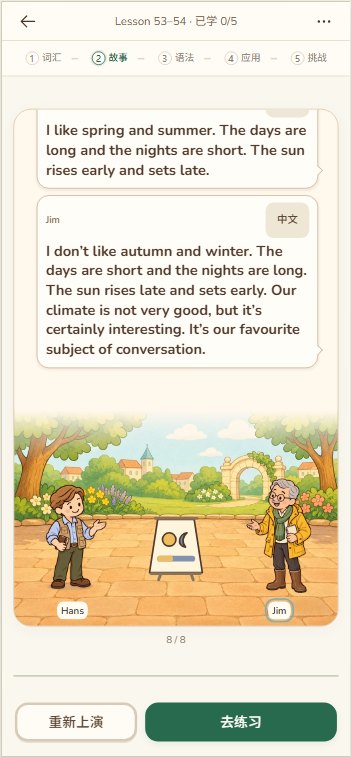 Lesson 53–54 · 已学 0/5
1 词汇 – 2 故事 – 3 语法 – 4 应用 – 5 挑战
I like spring and summer. The days are
long and the nights are short. The sun
rises early and sets late.
Jim 中文
I don’t like autumn and winter. The
days are short and the nights are long.
The sun rises late and sets early. Our
climate is not very good, but it’s
certainly interesting. It’s our favourite
subject of conversation.
Hans Jim
8 / 8
重新上演 去练习